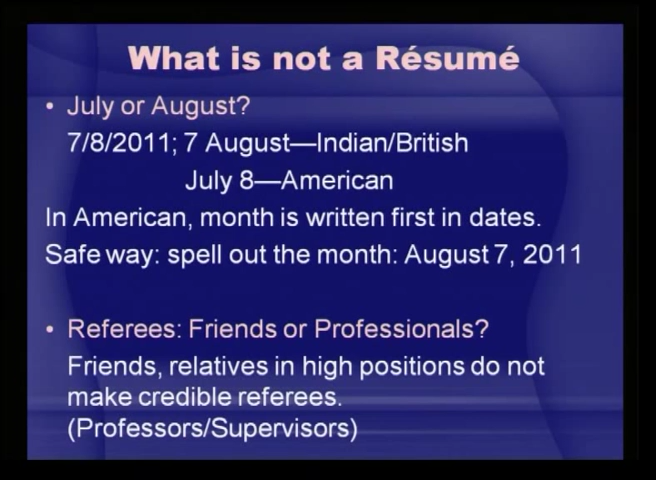 What is not a Résumé
• July or August?
7/8/2011; 7 August—Indian/British
July 8—American
In American, month is written first in dates.
Safe way: spell out the month: August 7, 2011
• Referees: Friends or Professionals?
Friends, relatives in high positions do not
make credible referees.
(Professors/Supervisors)